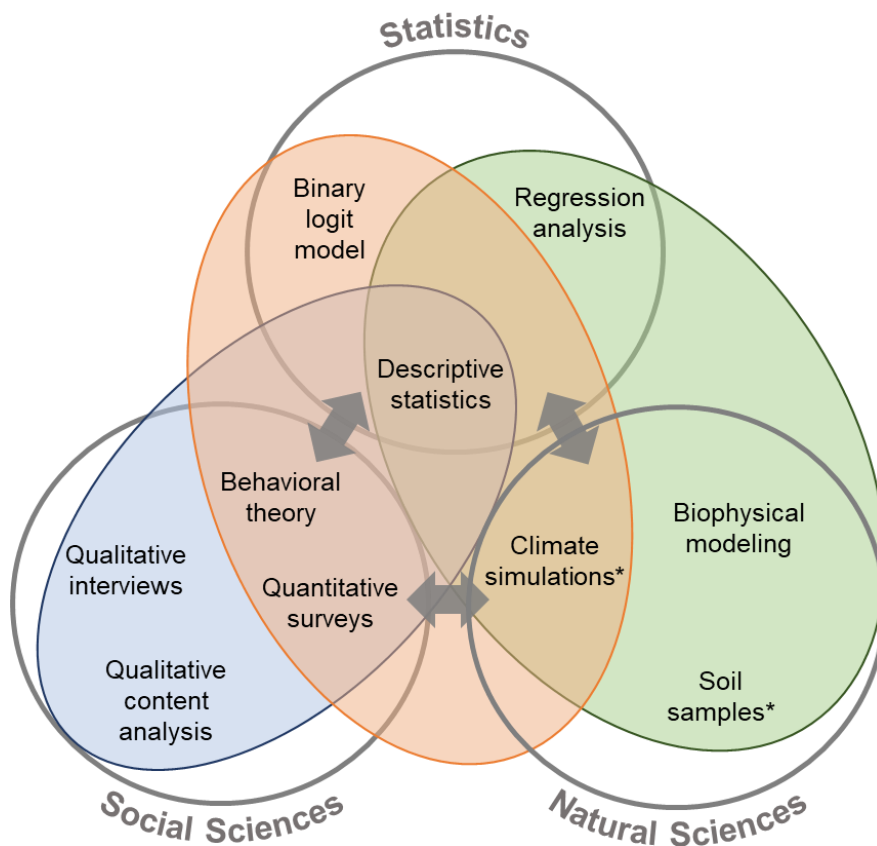 Statistics
Binary
logit
model
Regression
analysis
Descriptive
statistics
Behavioral
theory
Biophysical
modeling
Qualitative
interviews
Climate
simulations*
Quantitative
surveys
Qualitative
content
analysis
Soil
samples*
Social Sciences
Natural Sciences